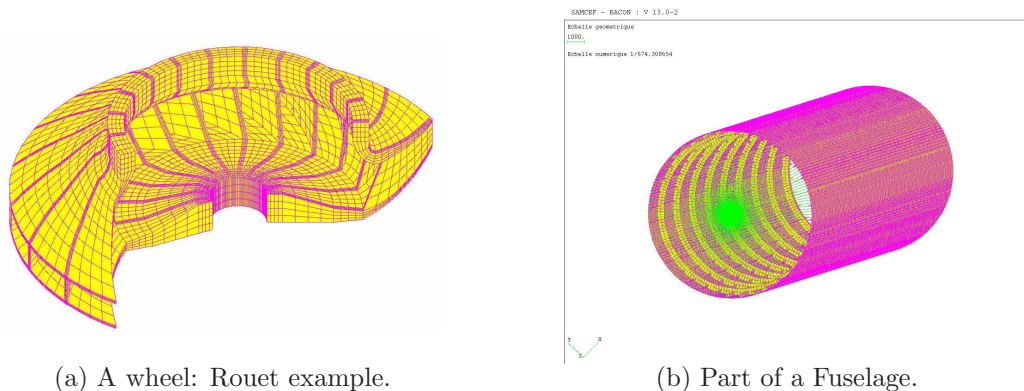 SAMCEF - BACON : V 13.0-2
Echelle geometrique
1000.
Echelle numerique 1/674.308654
Y
X
Z
(a) A wheel: Rouet example.
(b) Part of a Fuselage.